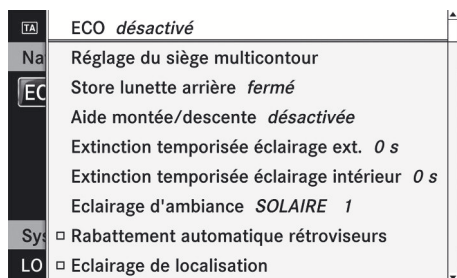 TA
ECO désactivé
Na
Réglage du siège multicontour
EC
Store lunette arrière fermé
Aide montée/descente désactivée
Extinction temporisée éclairage ext. 0 s
Extinction temporisée éclairage intérieur 0 s
Eclairage d'ambiance SOLAIRE 1
Sys
Rabattement automatique rétroviseurs
LO
Eclairage de localisation